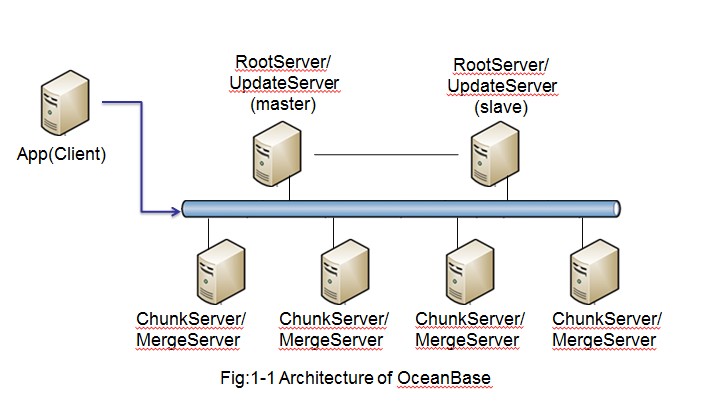 RootServer/
UpdateServer
(master)
RootServer/
UpdateServer
(slave)
App(Client)
ChunkServer/
MergeServer
ChunkServer/
MergeServer
ChunkServer/
MergeServer
ChunkServer/
MergeServer
Fig:1-1 Architecture of OceanBase